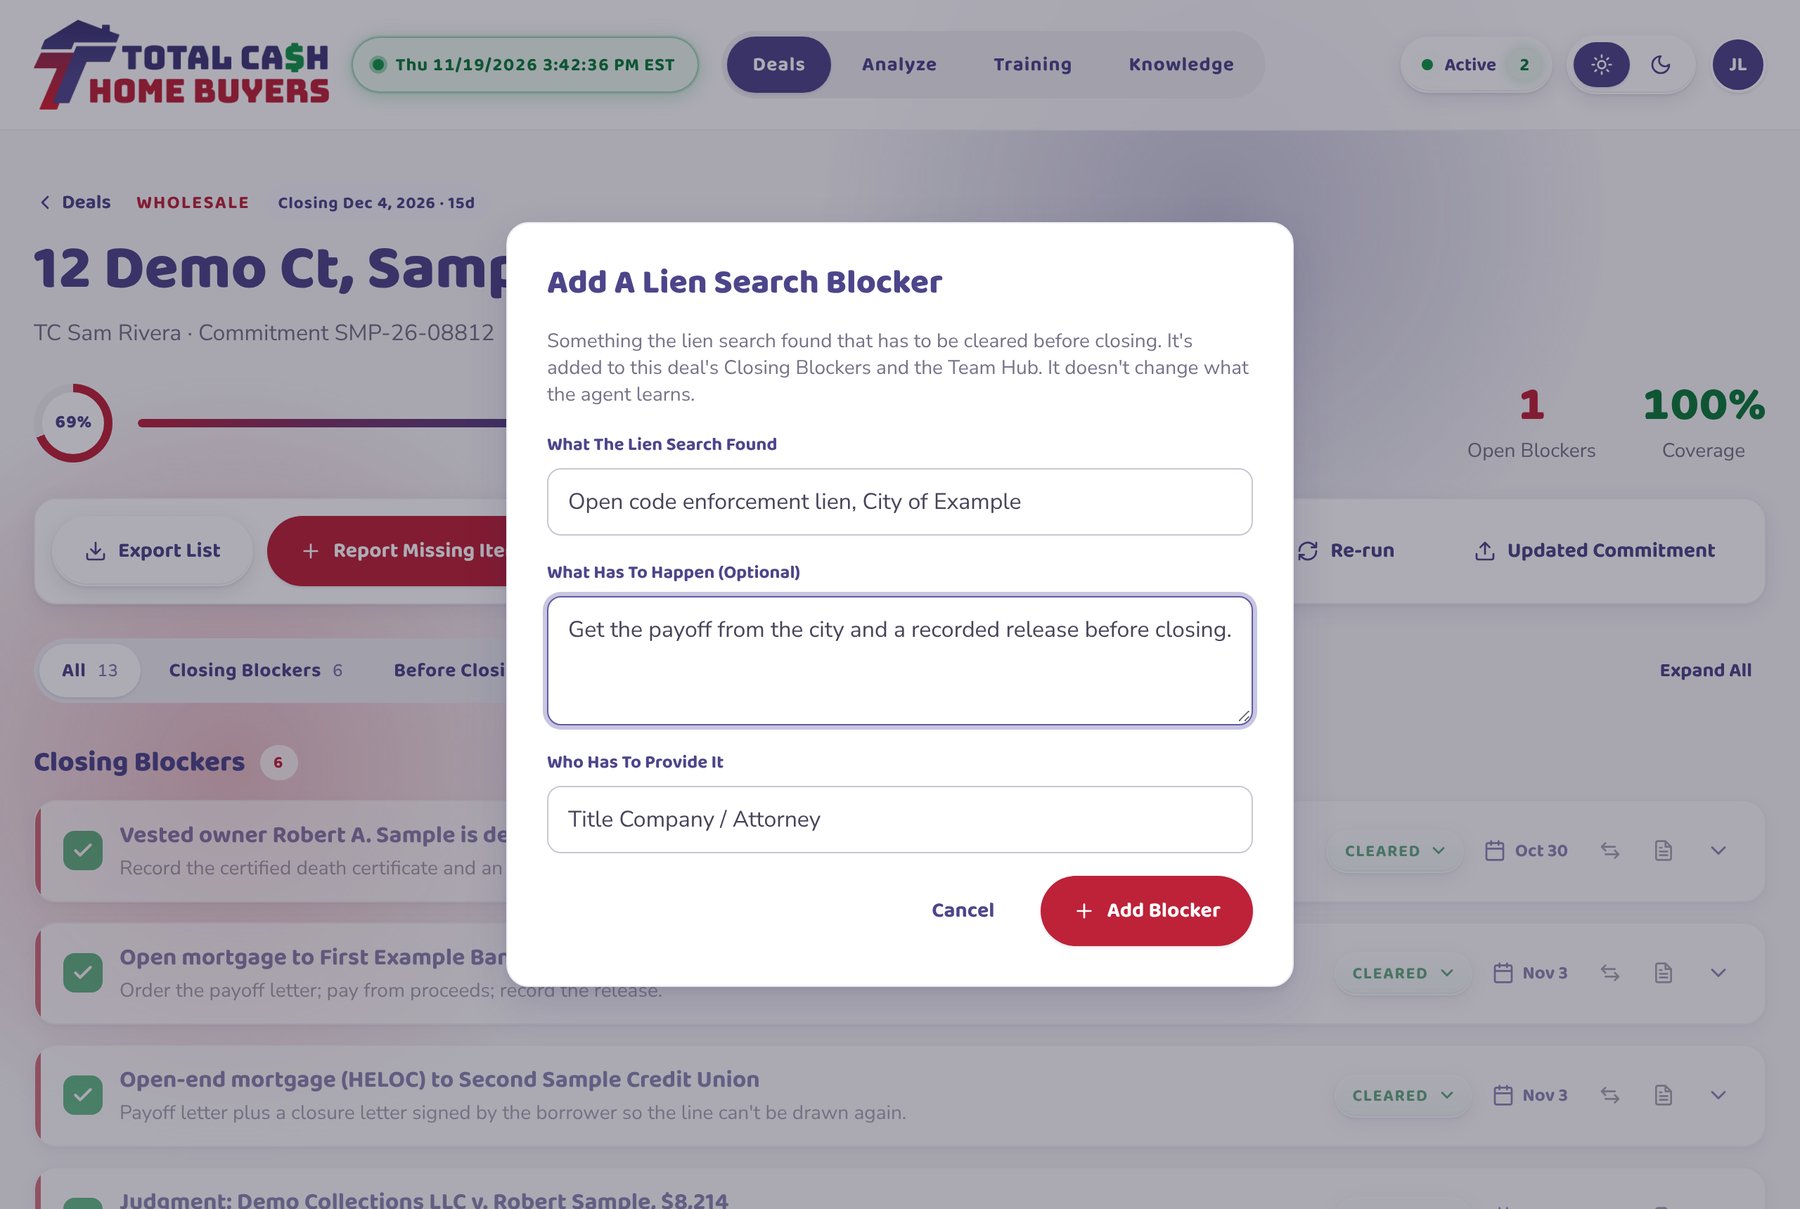 TOTAL CA$H
HOME BUYERS
Thu 11/19/2026 3:42:36 PM EST
Deals
Analyze
Training
Knowledge
Active 2
JL
Deals
WHOLESALE
Closing Dec 4, 2026 · 15d
12 Demo Ct, Samp
TC Sam Rivera · Commitment SMP-26-08812
69%
1
Open Blockers
100%
Coverage
Export List
Report Missing Ite
Re-run
Updated Commitment
All 13
Closing Blockers 6
Before Closi
Expand All
Closing Blockers 6
Vested owner Robert A. Sample is de
Record the certified death certificate and an
CLEARED
Oct 30
Open mortgage to First Example Ban
Order the payoff letter; pay from proceeds; record the release.
CLEARED
Nov 3
Open-end mortgage (HELOC) to Second Sample Credit Union
Payoff letter plus a closure letter signed by the borrower so the line can't be drawn again.
CLEARED
Nov 3
Judgment: Demo Collections LLC v. Robert Sample, $8,214
Add A Lien Search Blocker
Something the lien search found that has to be cleared before closing. It's
added to this deal's Closing Blockers and the Team Hub. It doesn't change what
the agent learns.
What The Lien Search Found
Open code enforcement lien, City of Example
What Has To Happen (Optional)
Get the payoff from the city and a recorded release before closing.
Who Has To Provide It
Title Company / Attorney
Cancel
Add Blocker